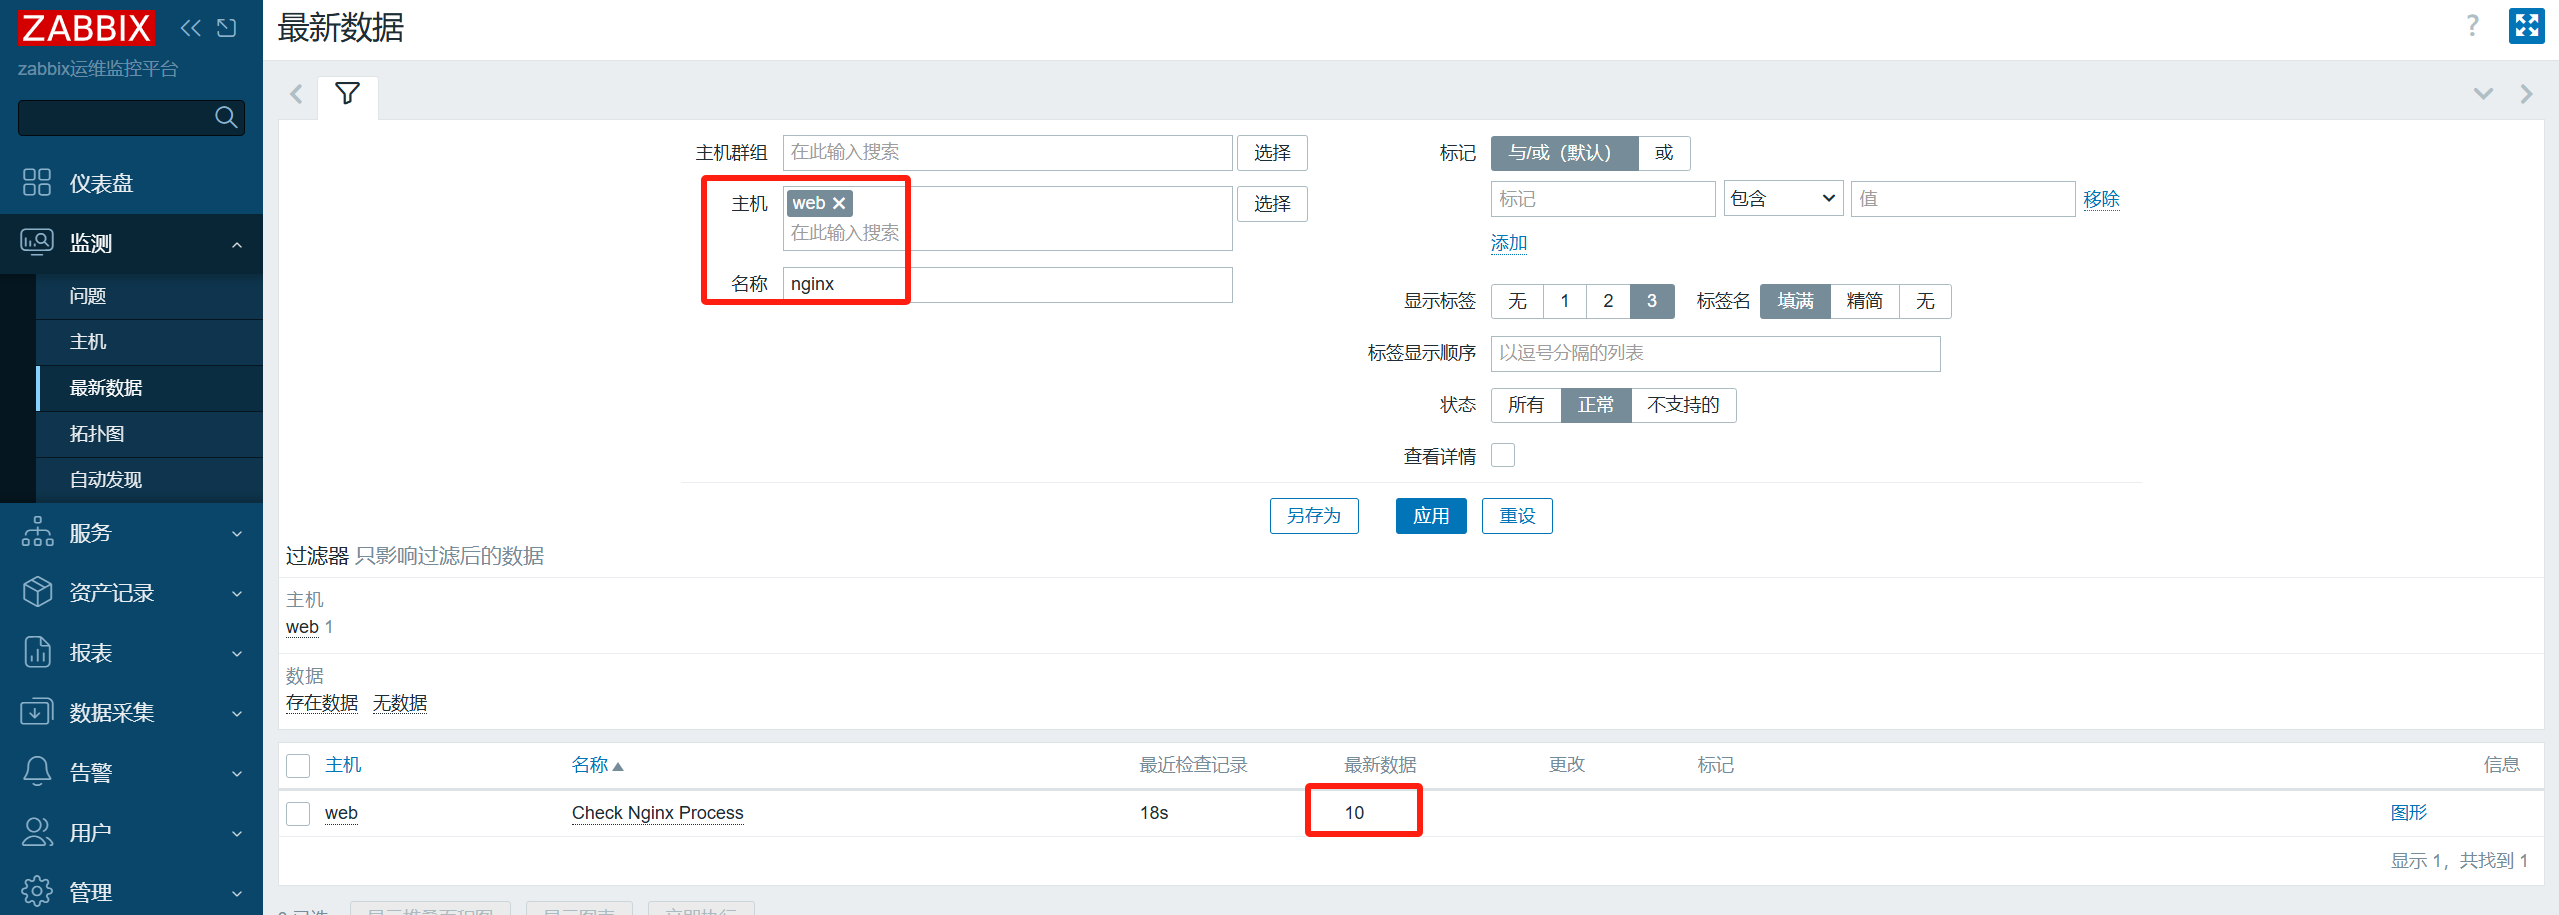 ZABBIX
zabbix运维监控平台
仪表盘
监测
问题
主机
最新数据
拓扑图
自动发现
服务
资产记录
报表
数据采集
告警
用户
管理
最新数据
?
主机群组 在此输入搜索 选择
主机 web 选择
在此输入搜索
名称 nginx
标记 与/或（默认） 或
标记 包含 值 移除
添加
显示标签 无 1 2 3 标签名 填满 精简 无
标签显示顺序 以逗号分隔的列表
状态 所有 正常 不支持的
查看详情
另存为 应用 重设
过滤器 只影响过滤后的数据
主机
web 1
数据
存在数据 无数据
主机 名称 最近检查记录 最新数据 更改 标记 信息
web Check Nginx Process 18s 10 图形
显示 1，共找到 1